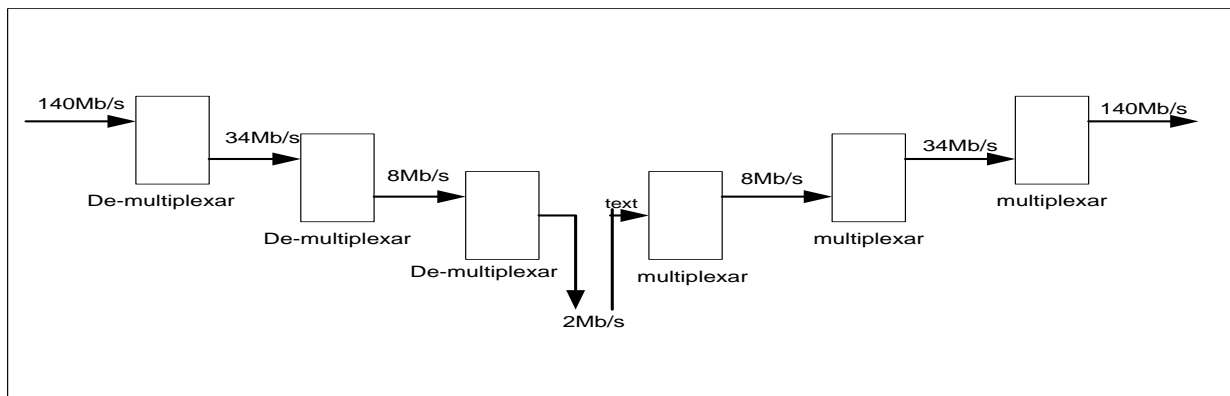 140Mb/s
De-multiplexar
34Mb/s
De-multiplexar
8Mb/s
De-multiplexar
2Mb/s
text
multiplexar
8Mb/s
multiplexar
34Mb/s
multiplexar
140Mb/s